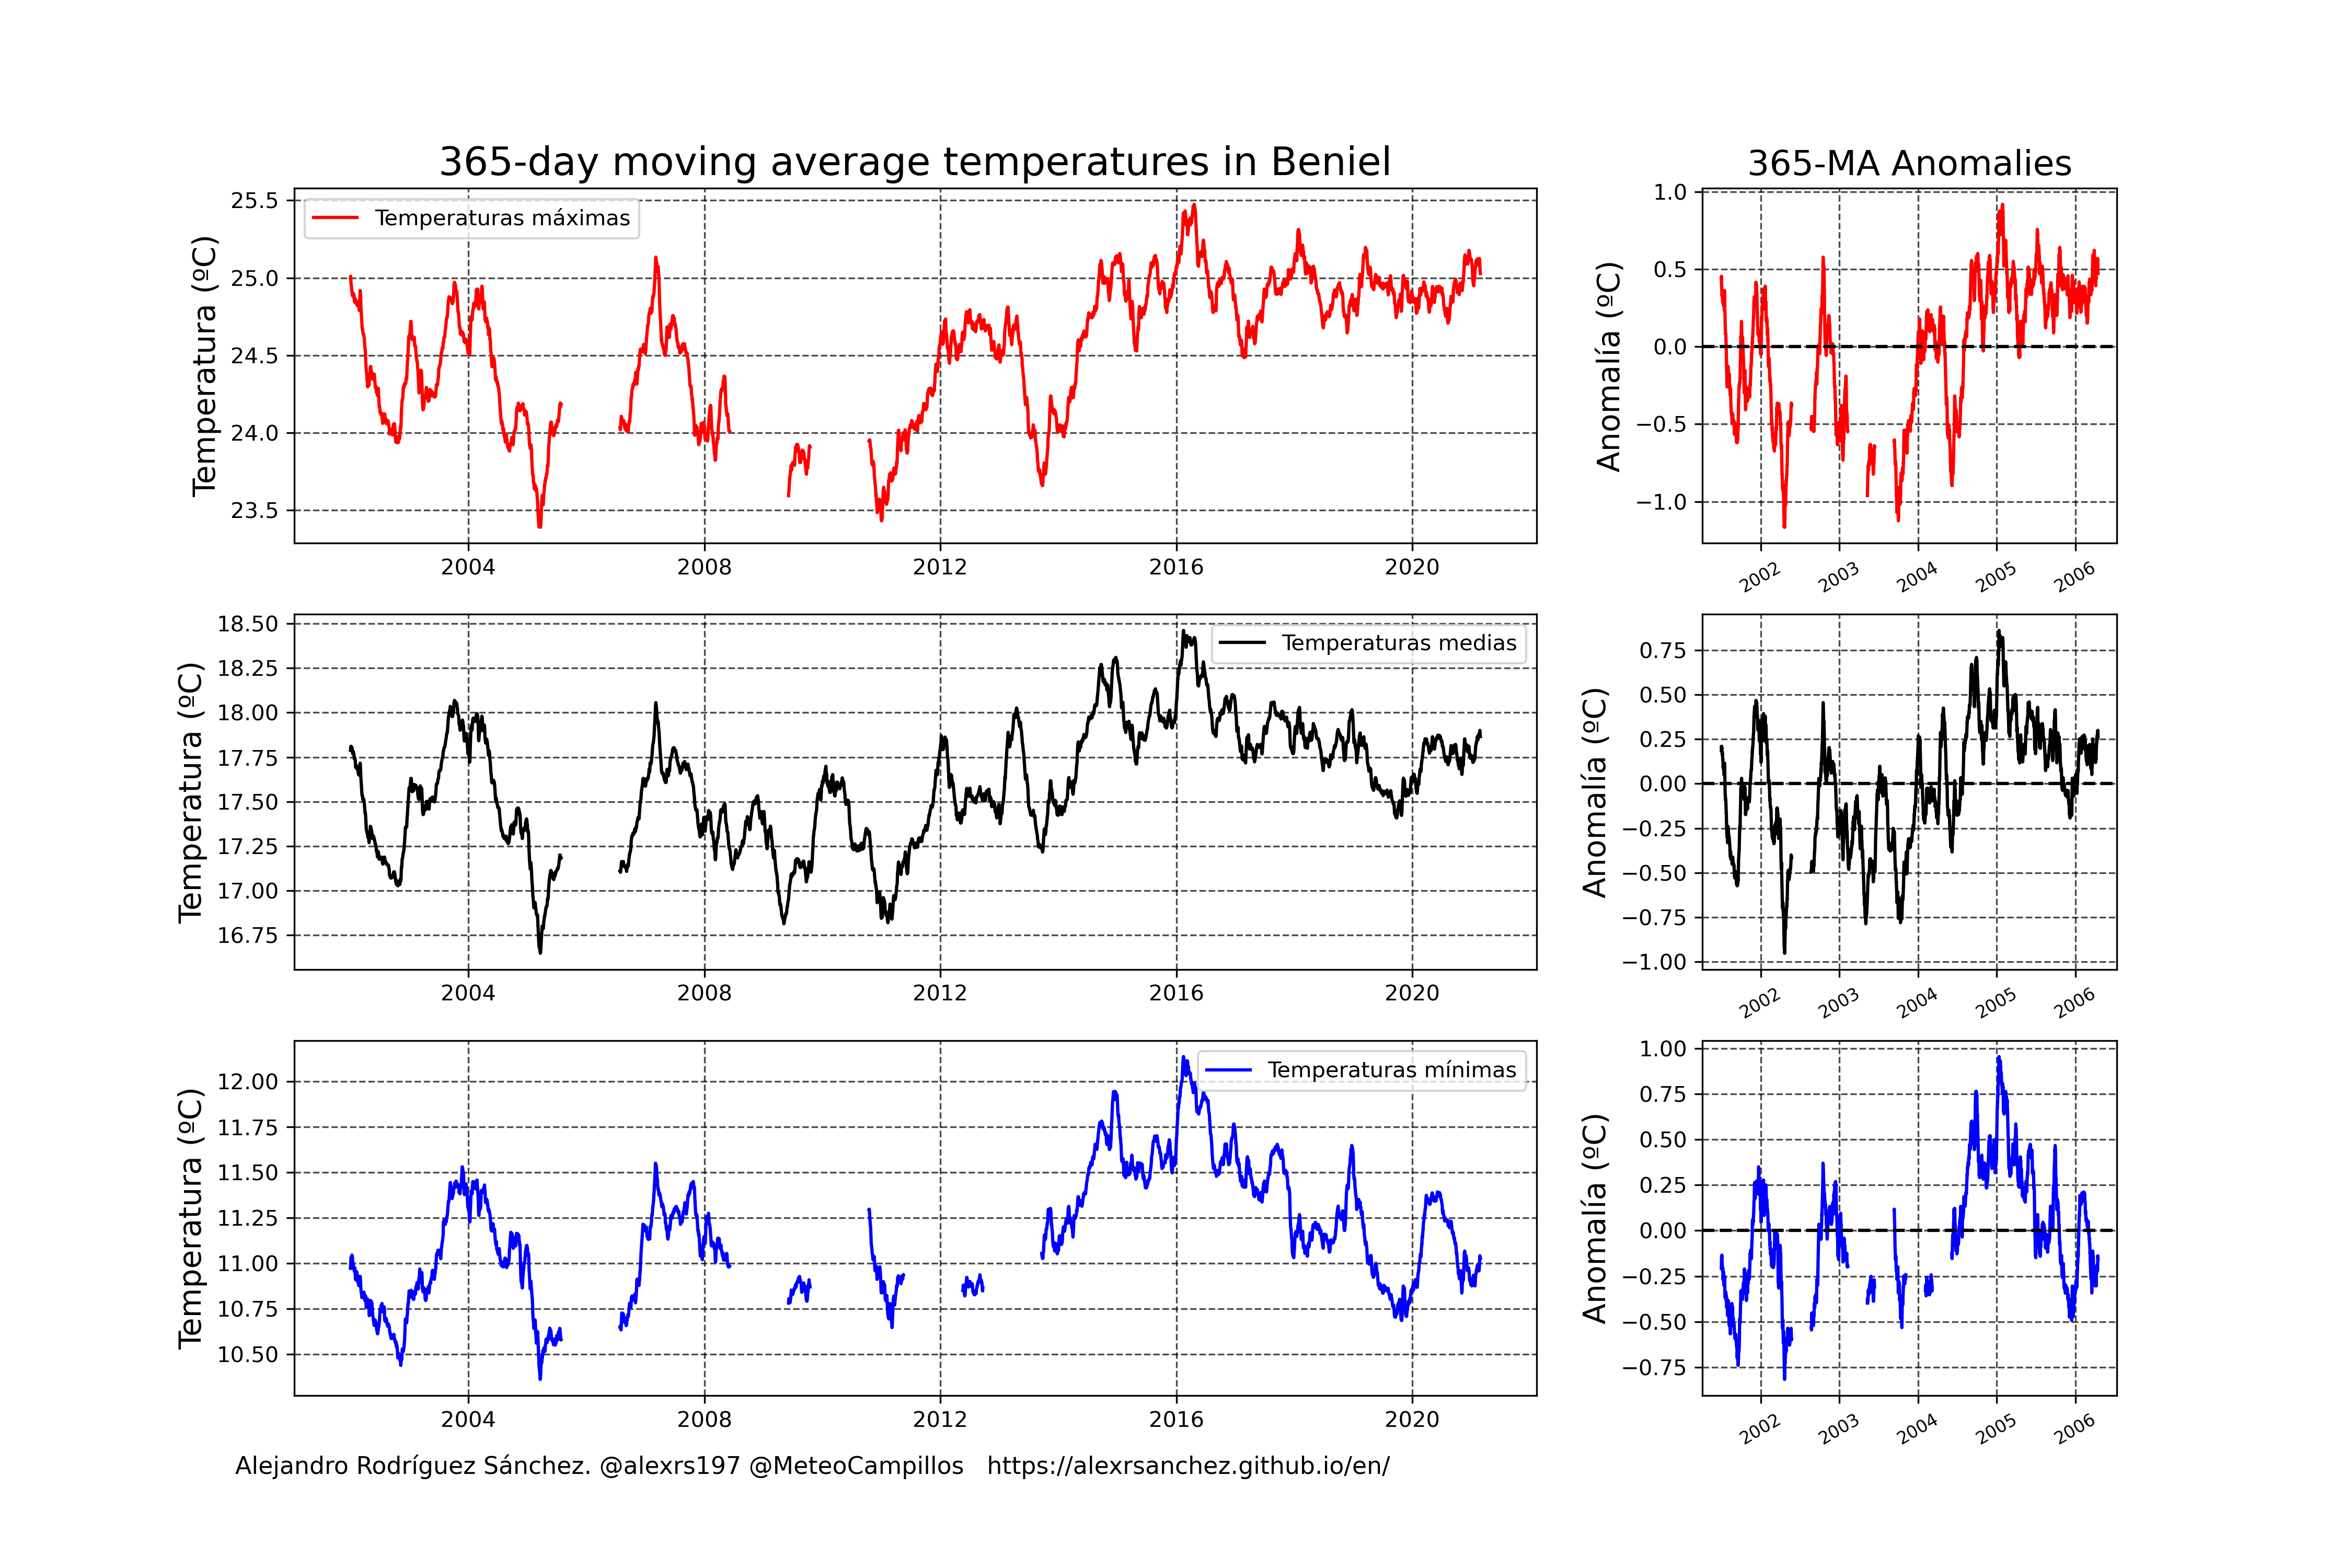 365-day moving average temperatures in Beniel
365-MA Anomalies
Temperatura (ºC)
25.5
25.0
24.5
24.0
23.5
Temperaturas máximas
2004 2008 2012 2016 2020
Anomalía (ºC)
1.0
0.5
0.0
−0.5
−1.0
2002 2003 2004 2005 2006
Temperatura (ºC)
18.50
18.25
18.00
17.75
17.50
17.25
17.00
16.75
Temperaturas medias
2004 2008 2012 2016 2020
Anomalía (ºC)
0.75
0.50
0.25
0.00
−0.25
−0.50
−0.75
−1.00
2002 2003 2004 2005 2006
Temperatura (ºC)
12.00
11.75
11.50
11.25
11.00
10.75
10.50
Temperaturas mínimas
2004 2008 2012 2016 2020
Anomalía (ºC)
1.00
0.75
0.50
0.25
0.00
−0.25
−0.50
−0.75
2002 2003 2004 2005 2006
Alejandro Rodríguez Sánchez. @alexrs197 @MeteoCampillos https://alexrsanchez.github.io/en/